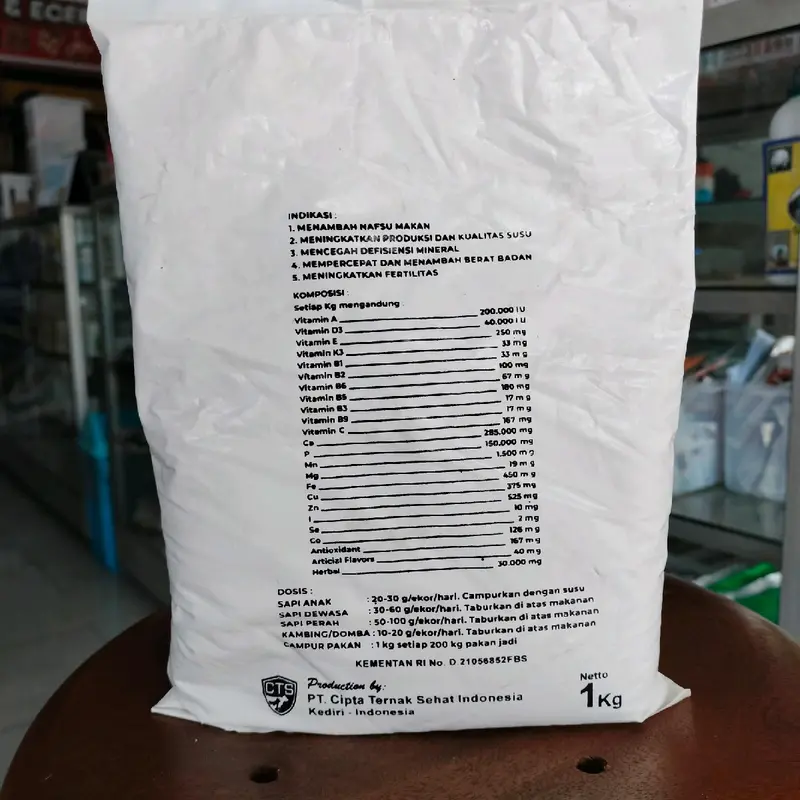 & ECE
INDIKASI :
1. MENAMBAH NAFSU MAKAN
2. MENINGKATKAN PRODUKSI DAN KUALITAS SUSU
3. MENCEGAH DEFISIENSI MINERAL
4. MEMPERCEPAT DAN MENAMBAH BERAT BADAN
5. MENINGKATKAN FERTILITAS
KOMPOSISI :
Setiap Kg mengandung
Vitamin A 200.000 IU
Vitamin D3 40.000 IU
Vitamin E 250 mg
Vitamin K3 33 mg
Vitamin B1 33 mg
Vitamin B2 100 mg
Vitamin B6 67 mg
Vitamin B5 180 mg
Vitamin B3 17 mg
Vitamin B9 17 mg
Vitamin C 167 mg
Ca 285.000 mg
P 150.000 mg
Mn 1.500 mg
Mg 19 mg
Fe 450 mg
Cu 375 mg
Zn 525 mg
I 10 mg
Se 2 mg
Co 126 mg
Antioxidant 167 mg
Articial Flavors 40 mg
Herbal 30.000 mg
DOSIS :
SAPI ANAK : 20-30 g/ekor/hari. Campurkan dengan susu
SAPI DEWASA : 30-60 g/ekor/hari. Taburkan di atas makanan
SAPI PERAH : 50-100 g/ekor/hari. Taburkan di atas makanan
KAMBING/DOMBA : 10-20 g/ekor/hari. Taburkan di atas makanan
CAMPUR PAKAN : 1 kg setiap 200 kg pakan jadi
KEMENTAN RI No. D.21056852FBS
CTS
Production by:
PT. Cipta Ternak Sehat Indonesia
Kediri - Indonesia
Netto
1Kg